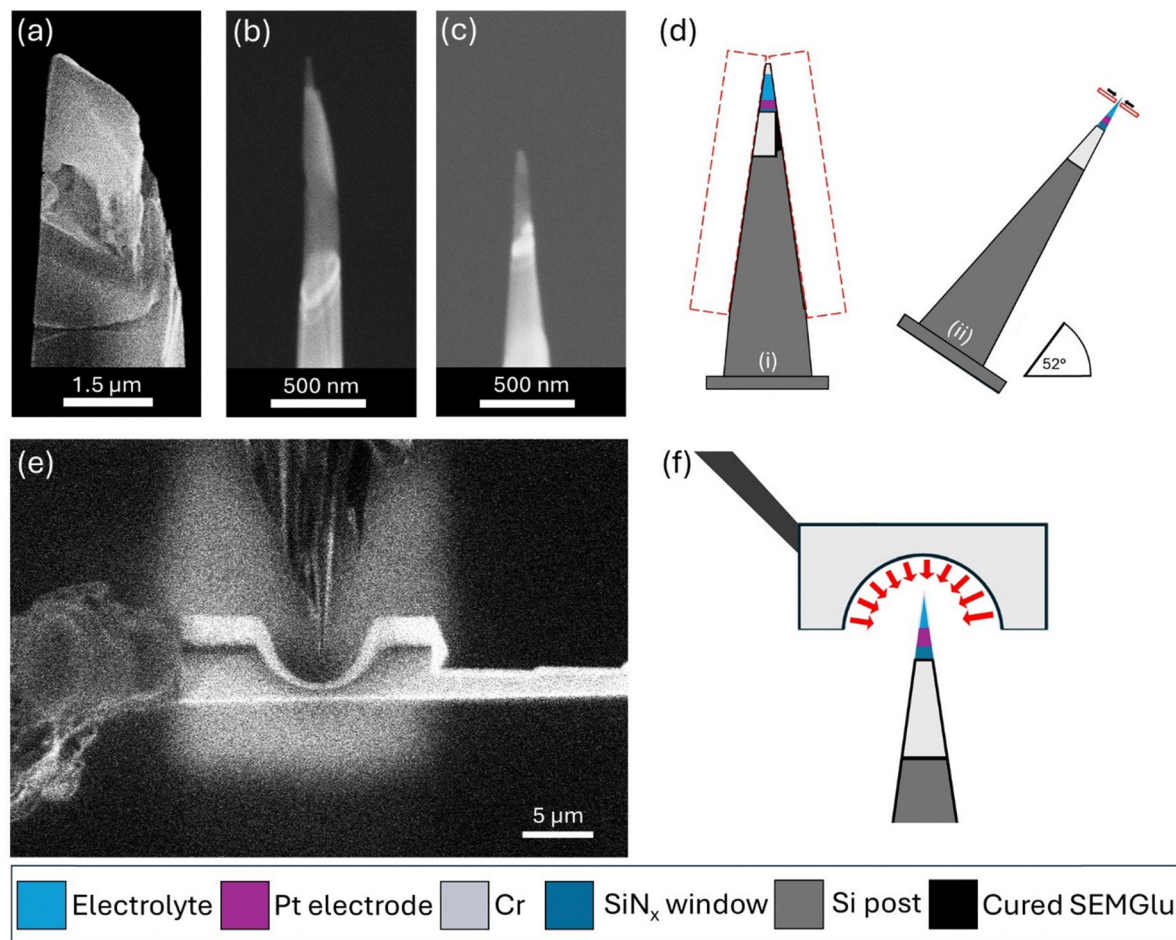 (a)
(b)
(c)
(d)
1.5 µm
500 nm
500 nm
(i)
(ii)
52°
(e)
5 µm
(f)
Electrolyte
Pt electrode
Cr
SiNx window
Si post
Cured SEMGlu